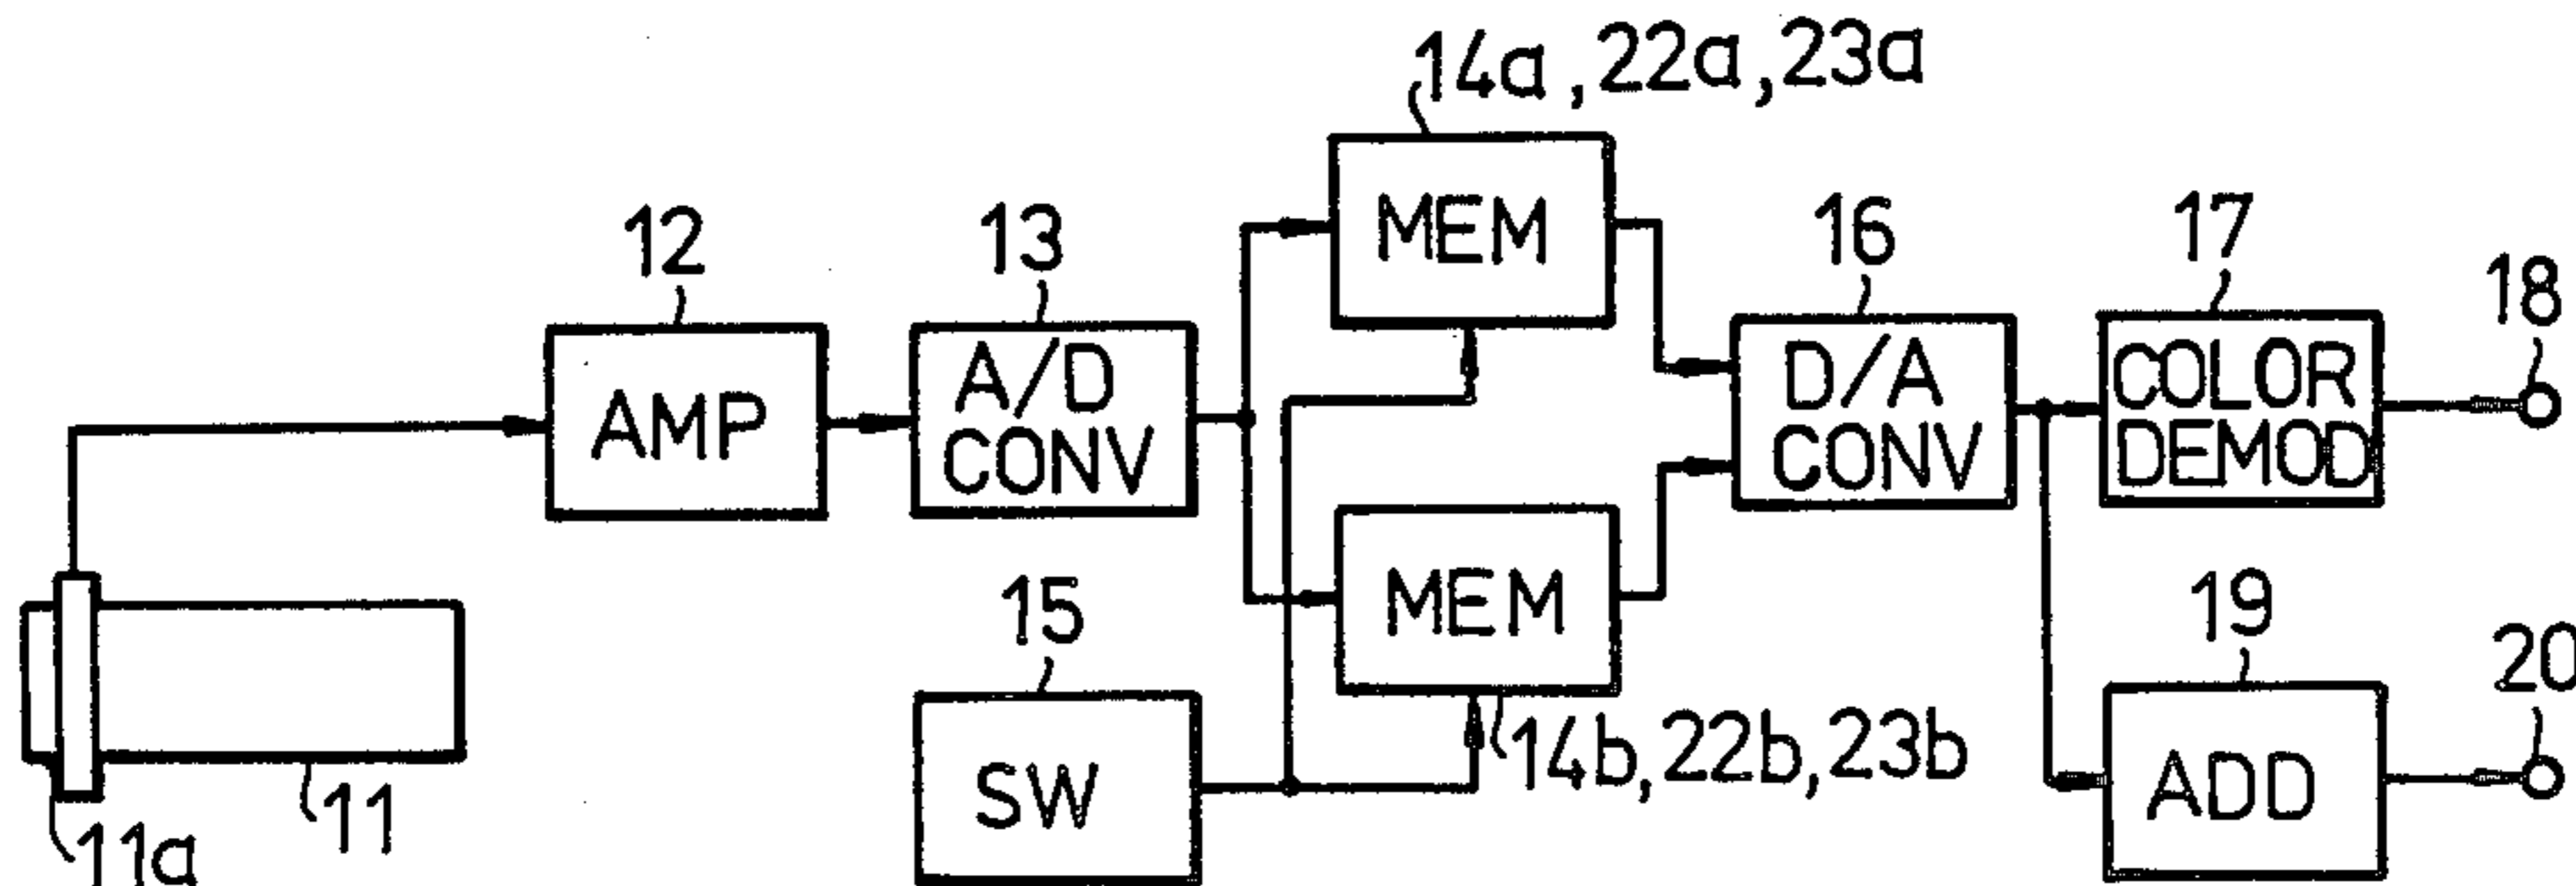 14a, 22a, 23a
12
13
MEM
16
17
18
AMP
A/D
CONV
D/A
CONV
COLOR
DEMOD
15
MEM
19
20
SW
14b, 22b, 23b
ADD
11
11a